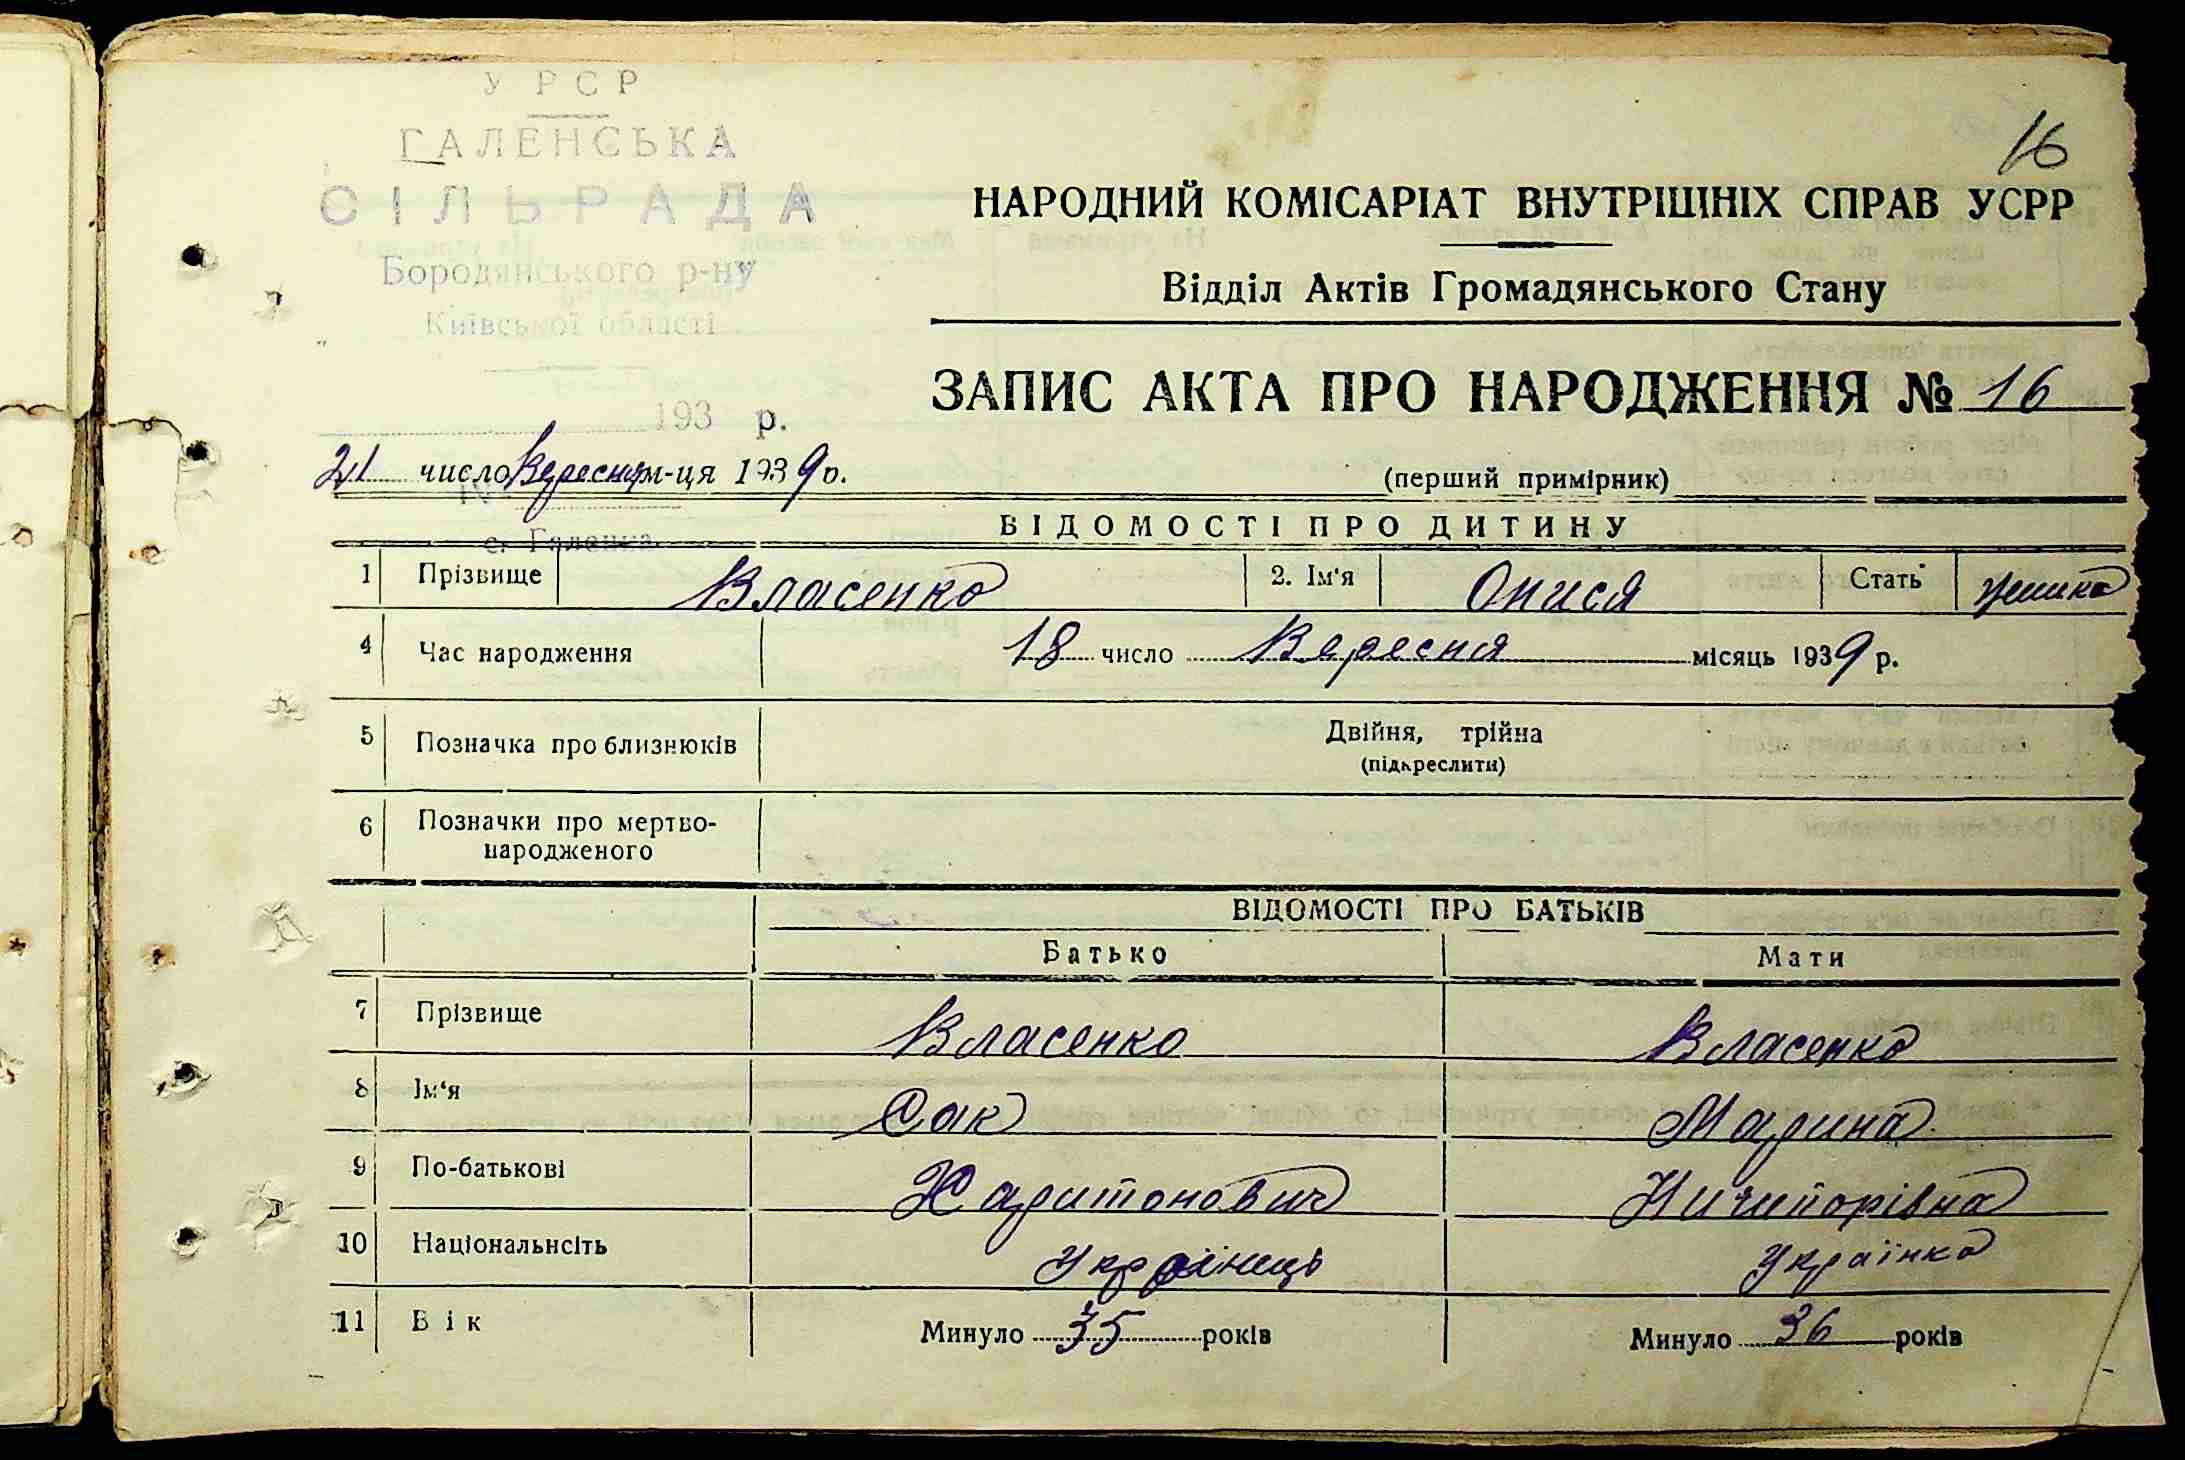 УРСР
ГАЛЕНСЬКА
СІЛЬРАДА
Бородянського р-ну
Київської області
193 р.
с. Галенка
16
НАРОДНИЙ КОМІСАРІАТ ВНУТРІШНІХ СПРАВ УСРР
Відділ Актів Громадянського Стану
ЗАПИС АКТА ПРО НАРОДЖЕННЯ № 16
21 число Вересня м-ця 1939 р.
(перший примірник)
ВІДОМОСТІ ПРО ДИТИНУ
1 Прізвище Власенко 2. Ім'я Онися Стать жинка
4 Час народження 18 число Вересня місяць 1939 р.
5 Позначка про близнюків Двійня, трійна
(підкреслити)
6 Позначки про мертво-
народженого
ВІДОМОСТІ ПРО БАТЬКІВ
Батько Мати
7 Прізвище Власенко Власенко
8 Ім'я Сак Марина
9 По-батькові Харитонович Ничипорівна
10 Національнсіть Українець Українка
11 Вік Минуло 35 років Минуло 36 років